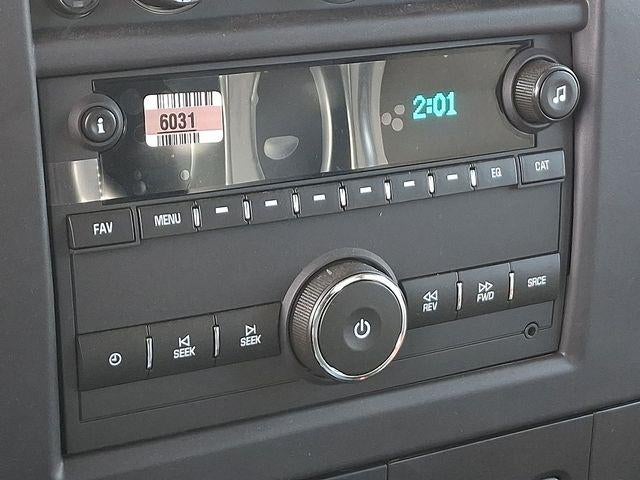 2:01
6031
i
FAV
MENU
EQ
CAT
SEEK
SEEK
REV
FWD
SRCE